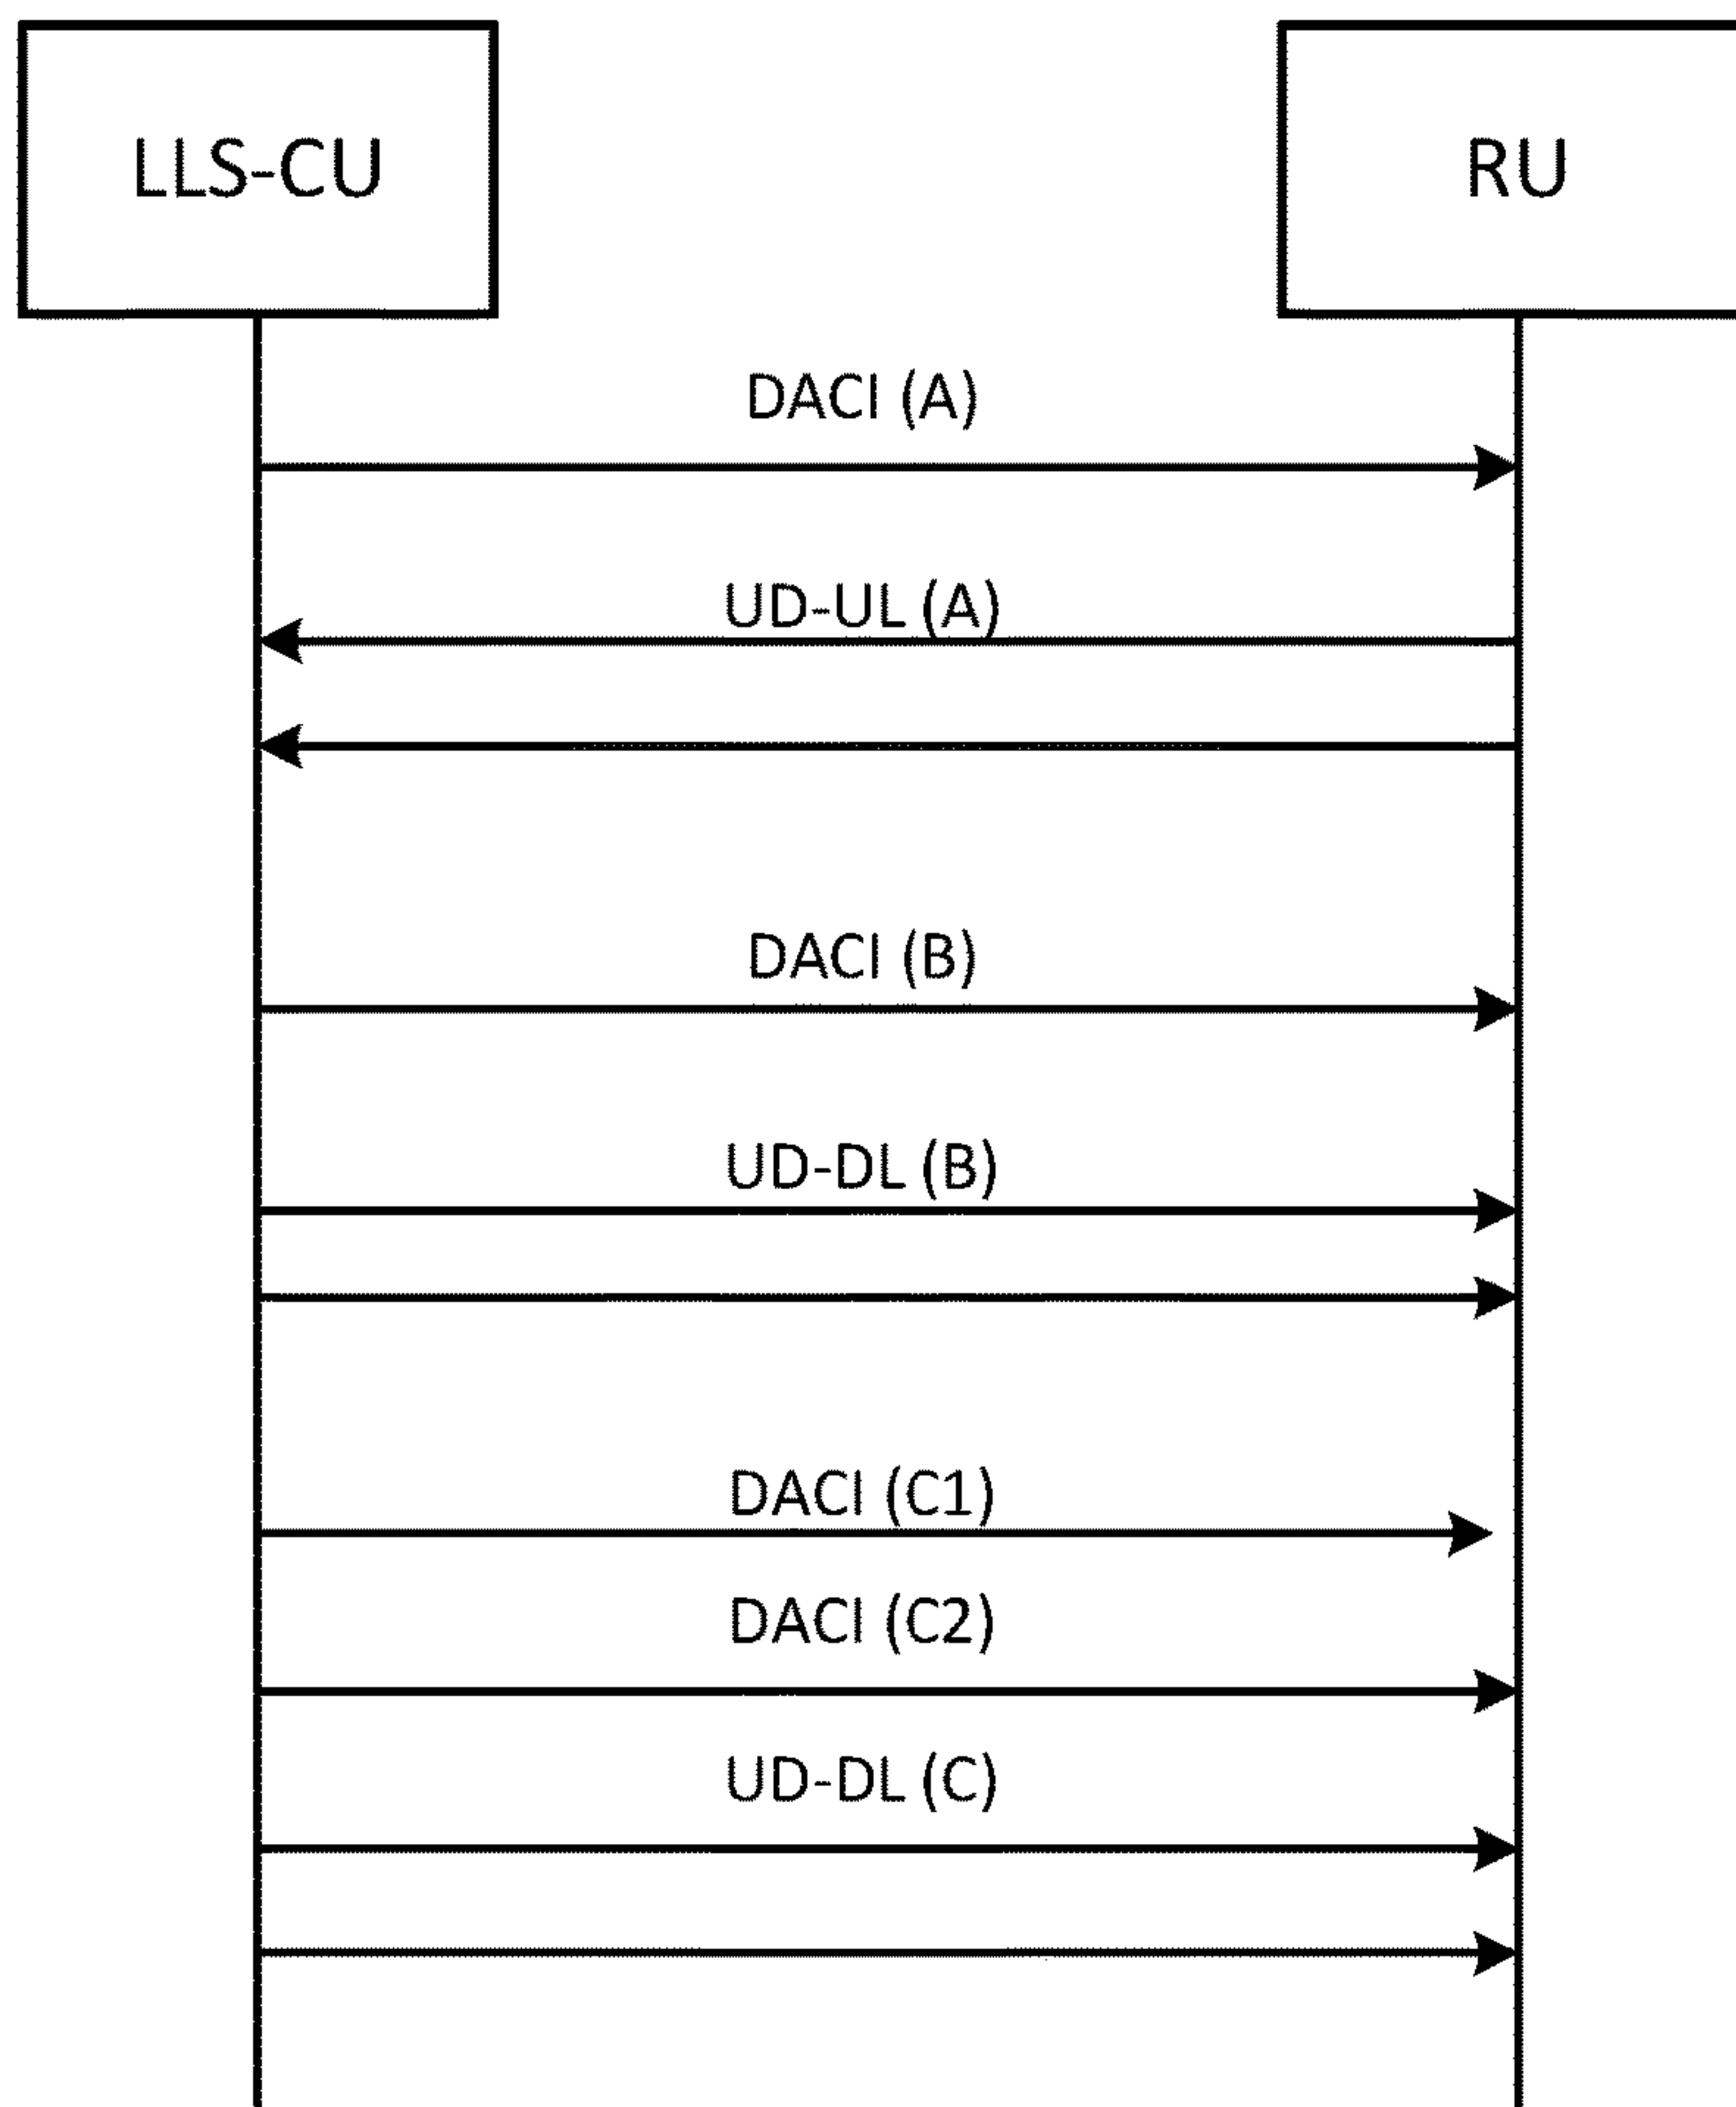 LLS-CU
RU
DACI (A)
UD-UL (A)
DACI (B)
UD-DL (B)
DACI (C1)
DACI (C2)
UD-DL (C)